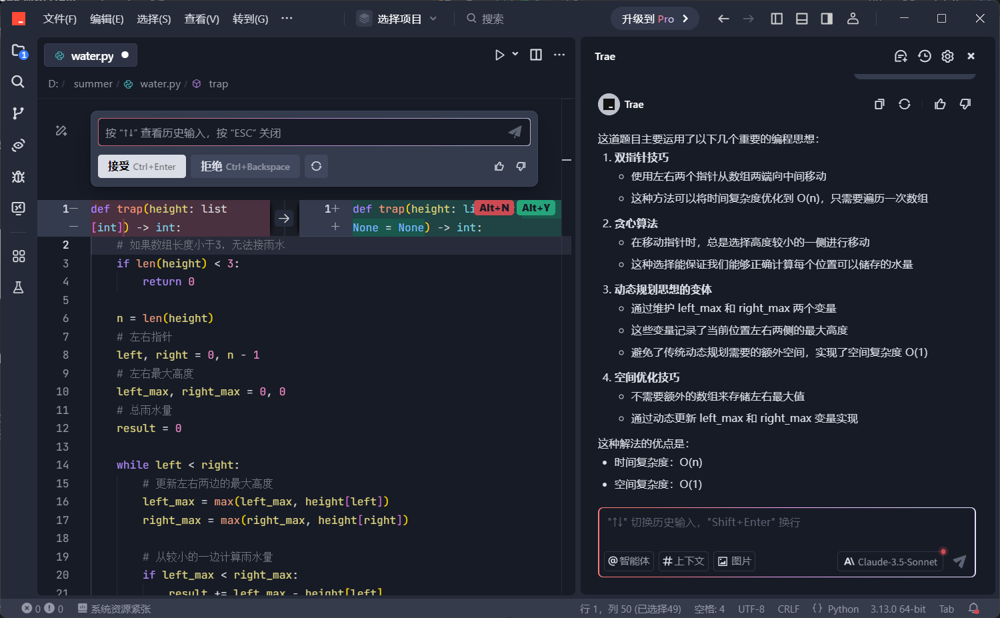 文件(F) 编辑(E) 选择(S) 查看(V) 转到(G) ··· 选择项目 搜索 升级到 Pro
1
water.py
D: / summer / water.py / trap
按 "↑↓" 查看历史输入，按 "ESC" 关闭
接受 Ctrl+Enter 拒绝 Ctrl+Backspace
1— def trap(height: list
— [int]) -> int:
1+ def trap(height: li Alt+N Alt+Y
+ None = None) -> int:
2 # 如果数组长度小于3，无法接雨水
3 if len(height) < 3:
4 return 0
5
6 n = len(height)
7 # 左右指针
8 left, right = 0, n - 1
9 # 左右最大高度
10 left_max, right_max = 0, 0
11 # 总雨水量
12 result = 0
13
14 while left < right:
15 # 更新左右两边的最大高度
16 left_max = max(left_max, height[left])
17 right_max = max(right_max, height[right])
18
19 # 从较小的一边计算雨水量
20 if left_max < right_max:
21 result += left_max - height[left]
Trae
Trae
这道题目主要运用了以下几个重要的编程思想：
1. 双指针技巧
使用左右两个指针从数组两端向中间移动
这种方法可以将时间复杂度优化到 O(n)，只需要遍历一次数组
2. 贪心算法
在移动指针时，总是选择高度较小的一侧进行移动
这种选择能保证我们能够正确计算每个位置可以储存的水量
3. 动态规划思想的变体
通过维护 left_max 和 right_max 两个变量
这些变量记录了当前位置左右两侧的最大高度
避免了传统动态规划需要的额外空间，实现了空间复杂度 O(1)
4. 空间优化技巧
不需要额外的数组来存储左右最大值
通过动态更新 left_max 和 right_max 变量实现
这种解法的优点是：
时间复杂度：O(n)
空间复杂度：O(1)
"↑↓" 切换历史输入，"Shift+Enter" 换行
@智能体 #上下文 图片 Claude-3.5-Sonnet
0 0 系统资源紧张 行 1，列 50 (已选择49) 空格: 4 UTF-8 CRLF {} Python 3.13.0 64-bit Tab